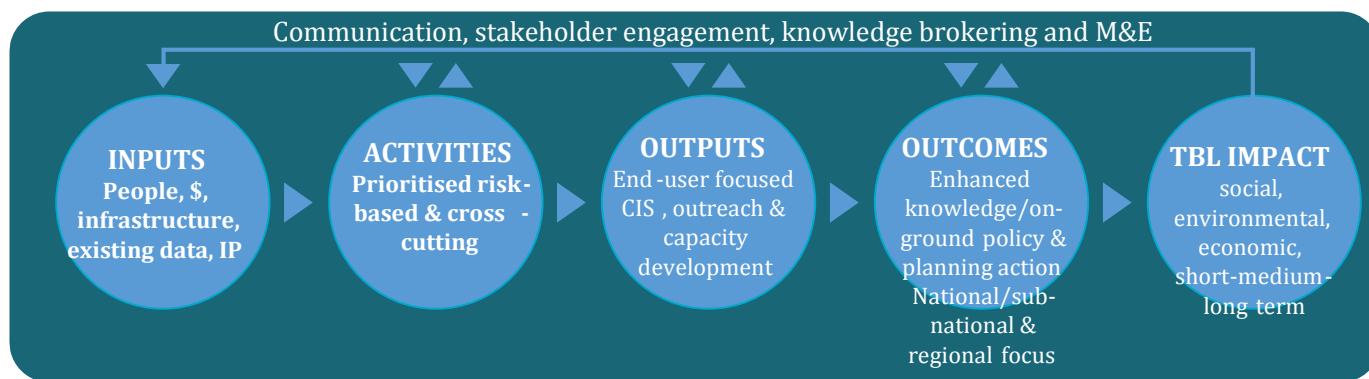 Communication, stakeholder engagement, knowledge brokering and M&E
INPUTS
People, $,
infrastructure,
existing data, IP
ACTIVITIES
Prioritised risk-
based & cross -
cutting
OUTPUTS
End -user focused
CIS , outreach &
capacity
development
OUTCOMES
Enhanced
knowledge/on-
ground policy &
planning action
National/sub-
national &
regional focus
TBL IMPACT
social,
environmental,
economic,
short-medium-
long term